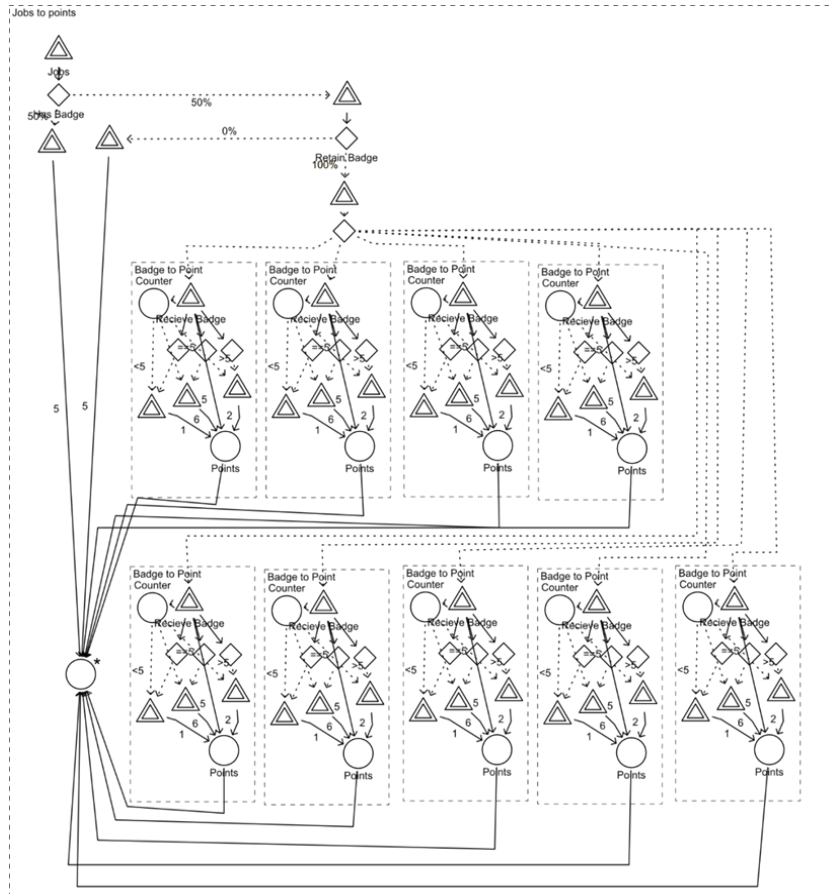 Jobs to points
Jobs
50%
Has Badge
50%
0%
Retain Badge
100%
Badge to Point
Counter
Recieve Badge
==5
>5
<5
5
6
2
1
Points
Badge to Point
Counter
Recieve Badge
==5
>5
<5
5
6
2
1
Points
Badge to Point
Counter
Recieve Badge
==5
>5
<5
5
6
2
1
Points
Badge to Point
Counter
Recieve Badge
==5
>5
<5
5
6
2
1
Points
5
5
Badge to Point
Counter
Recieve Badge
==5
>5
<5
5
6
2
1
Points
Badge to Point
Counter
Recieve Badge
==5
>5
<5
5
6
2
1
Points
Badge to Point
Counter
Recieve Badge
==5
>5
<5
5
6
2
1
Points
Badge to Point
Counter
Recieve Badge
==5
>5
<5
5
6
2
1
Points
Badge to Point
Counter
Recieve Badge
==5
>5
<5
5
6
2
1
Points
*